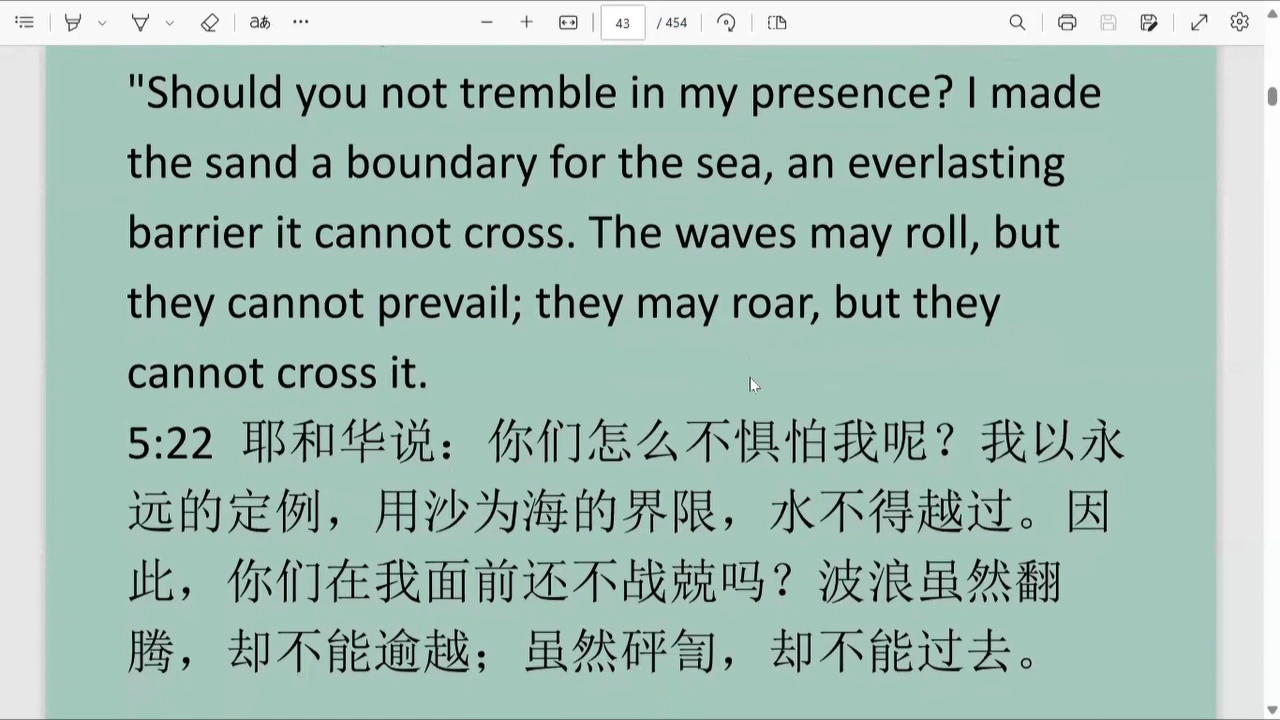 aあ
43 / 454
"Should you not tremble in my presence? I made
the sand a boundary for the sea, an everlasting
barrier it cannot cross. The waves may roll, but
they cannot prevail; they may roar, but they
cannot cross it.
5:22 耶和华说：你们怎么不惧怕我呢？我以永
远的定例，用沙为海的界限，水不得越过。因
此，你们在我面前还不战兢吗？波浪虽然翻
腾，却不能逾越；虽然砰訇，却不能过去。